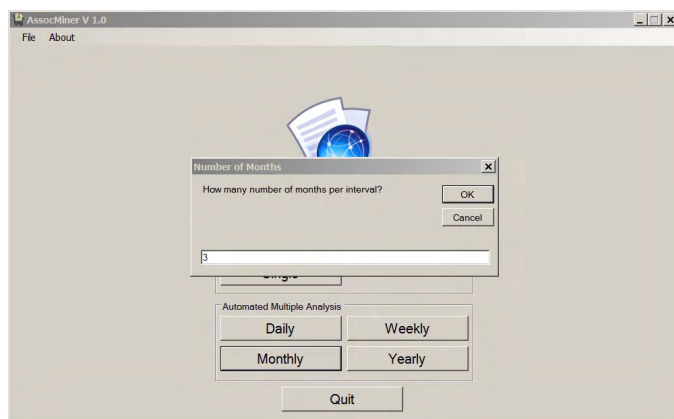 AssocMiner V 1.0
File About
Number of Months
How many number of months per interval?
OK
Cancel
3
Single
Automated Multiple Analysis
Daily
Weekly
Monthly
Yearly
Quit